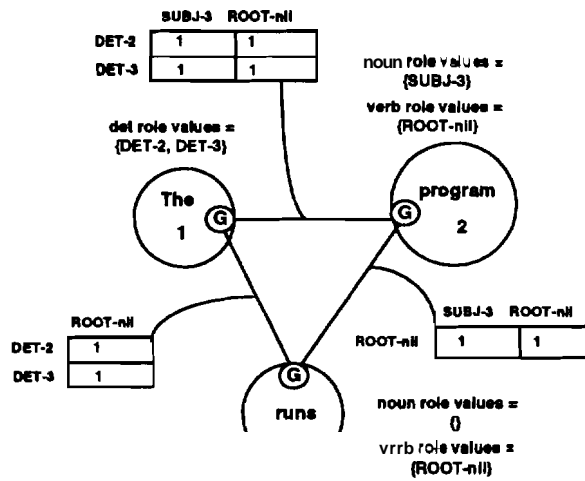 SUBJ-3 ROOT-nil
DET-2 1 1
DET-3 1 1
noun role values =
{SUBJ-3}
verb role values =
{ROOT-nil}
det role values =
{DET-2, DET-3}
The
1
G
program
2
G
ROOT-nil
DET-2 1
DET-3 1
SUBJ-3 ROOT-nil
ROOT-nil 1 1
G
runs
noun role values =
{}
vrrb role values =
{ROOT-nil}